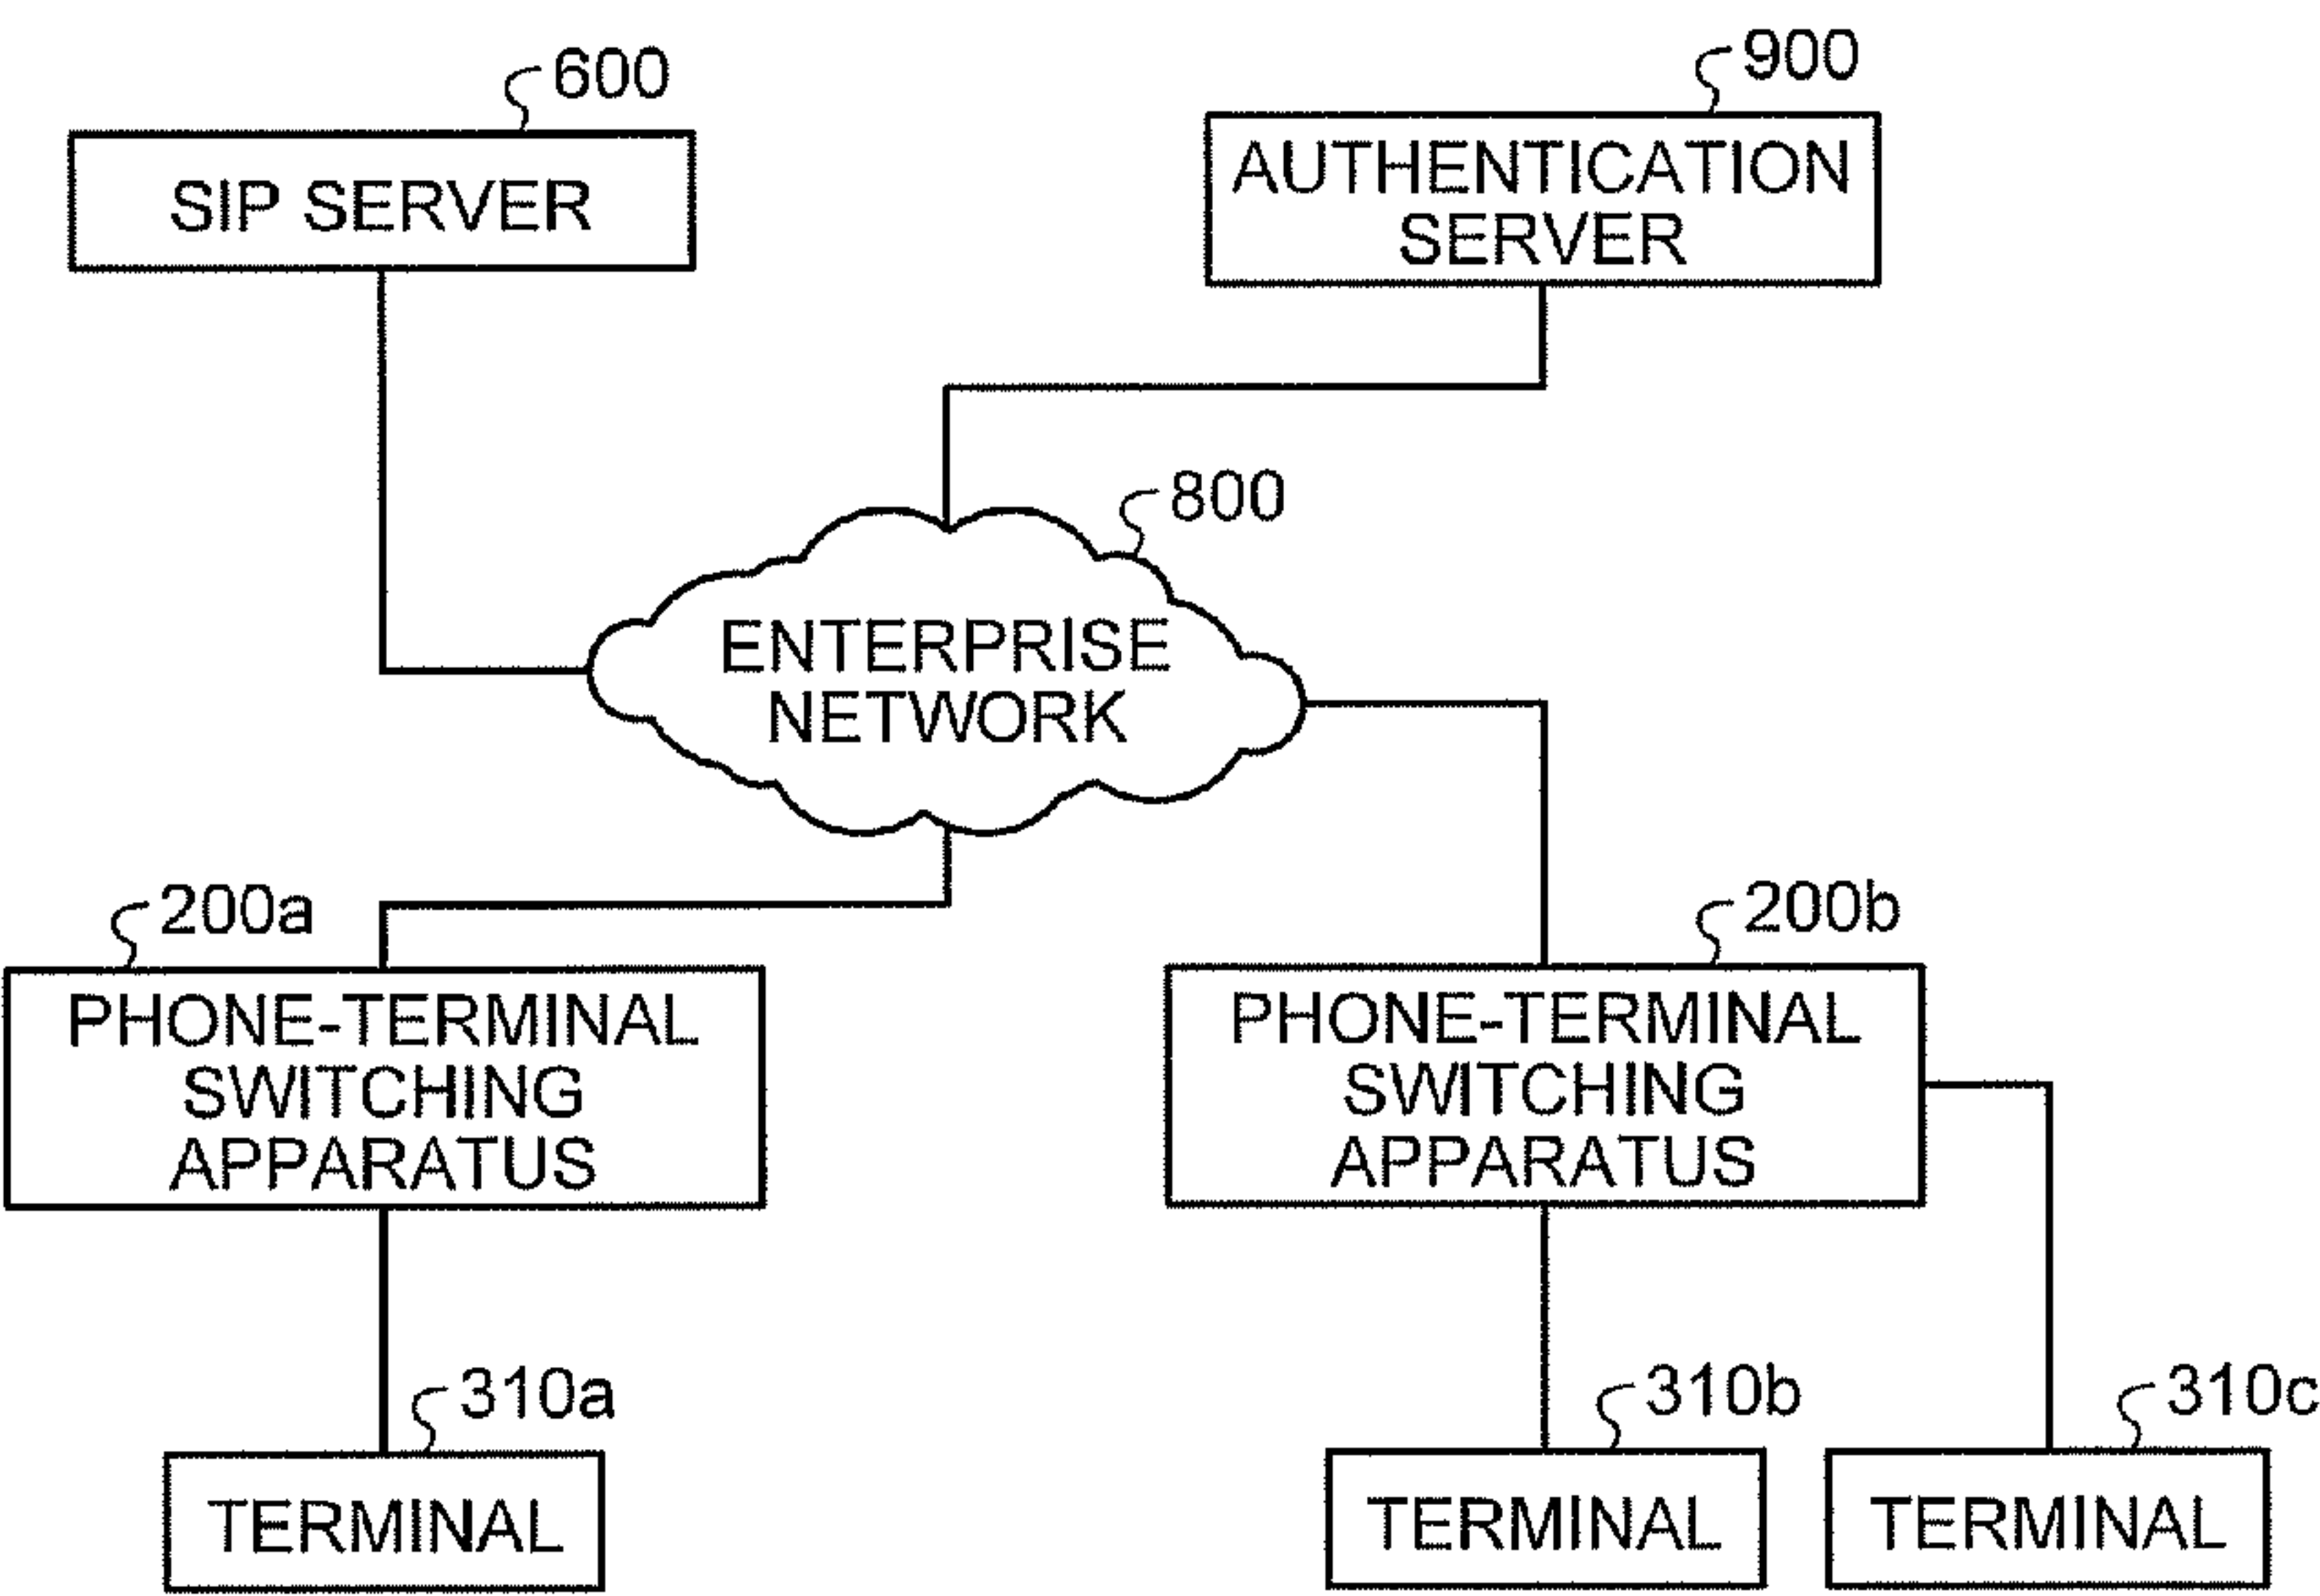 600
SIP SERVER
900
AUTHENTICATION
SERVER
800
ENTERPRISE
NETWORK
200a
PHONE-TERMINAL
SWITCHING
APPARATUS
200b
PHONE-TERMINAL
SWITCHING
APPARATUS
310a
TERMINAL
310b
TERMINAL
310c
TERMINAL